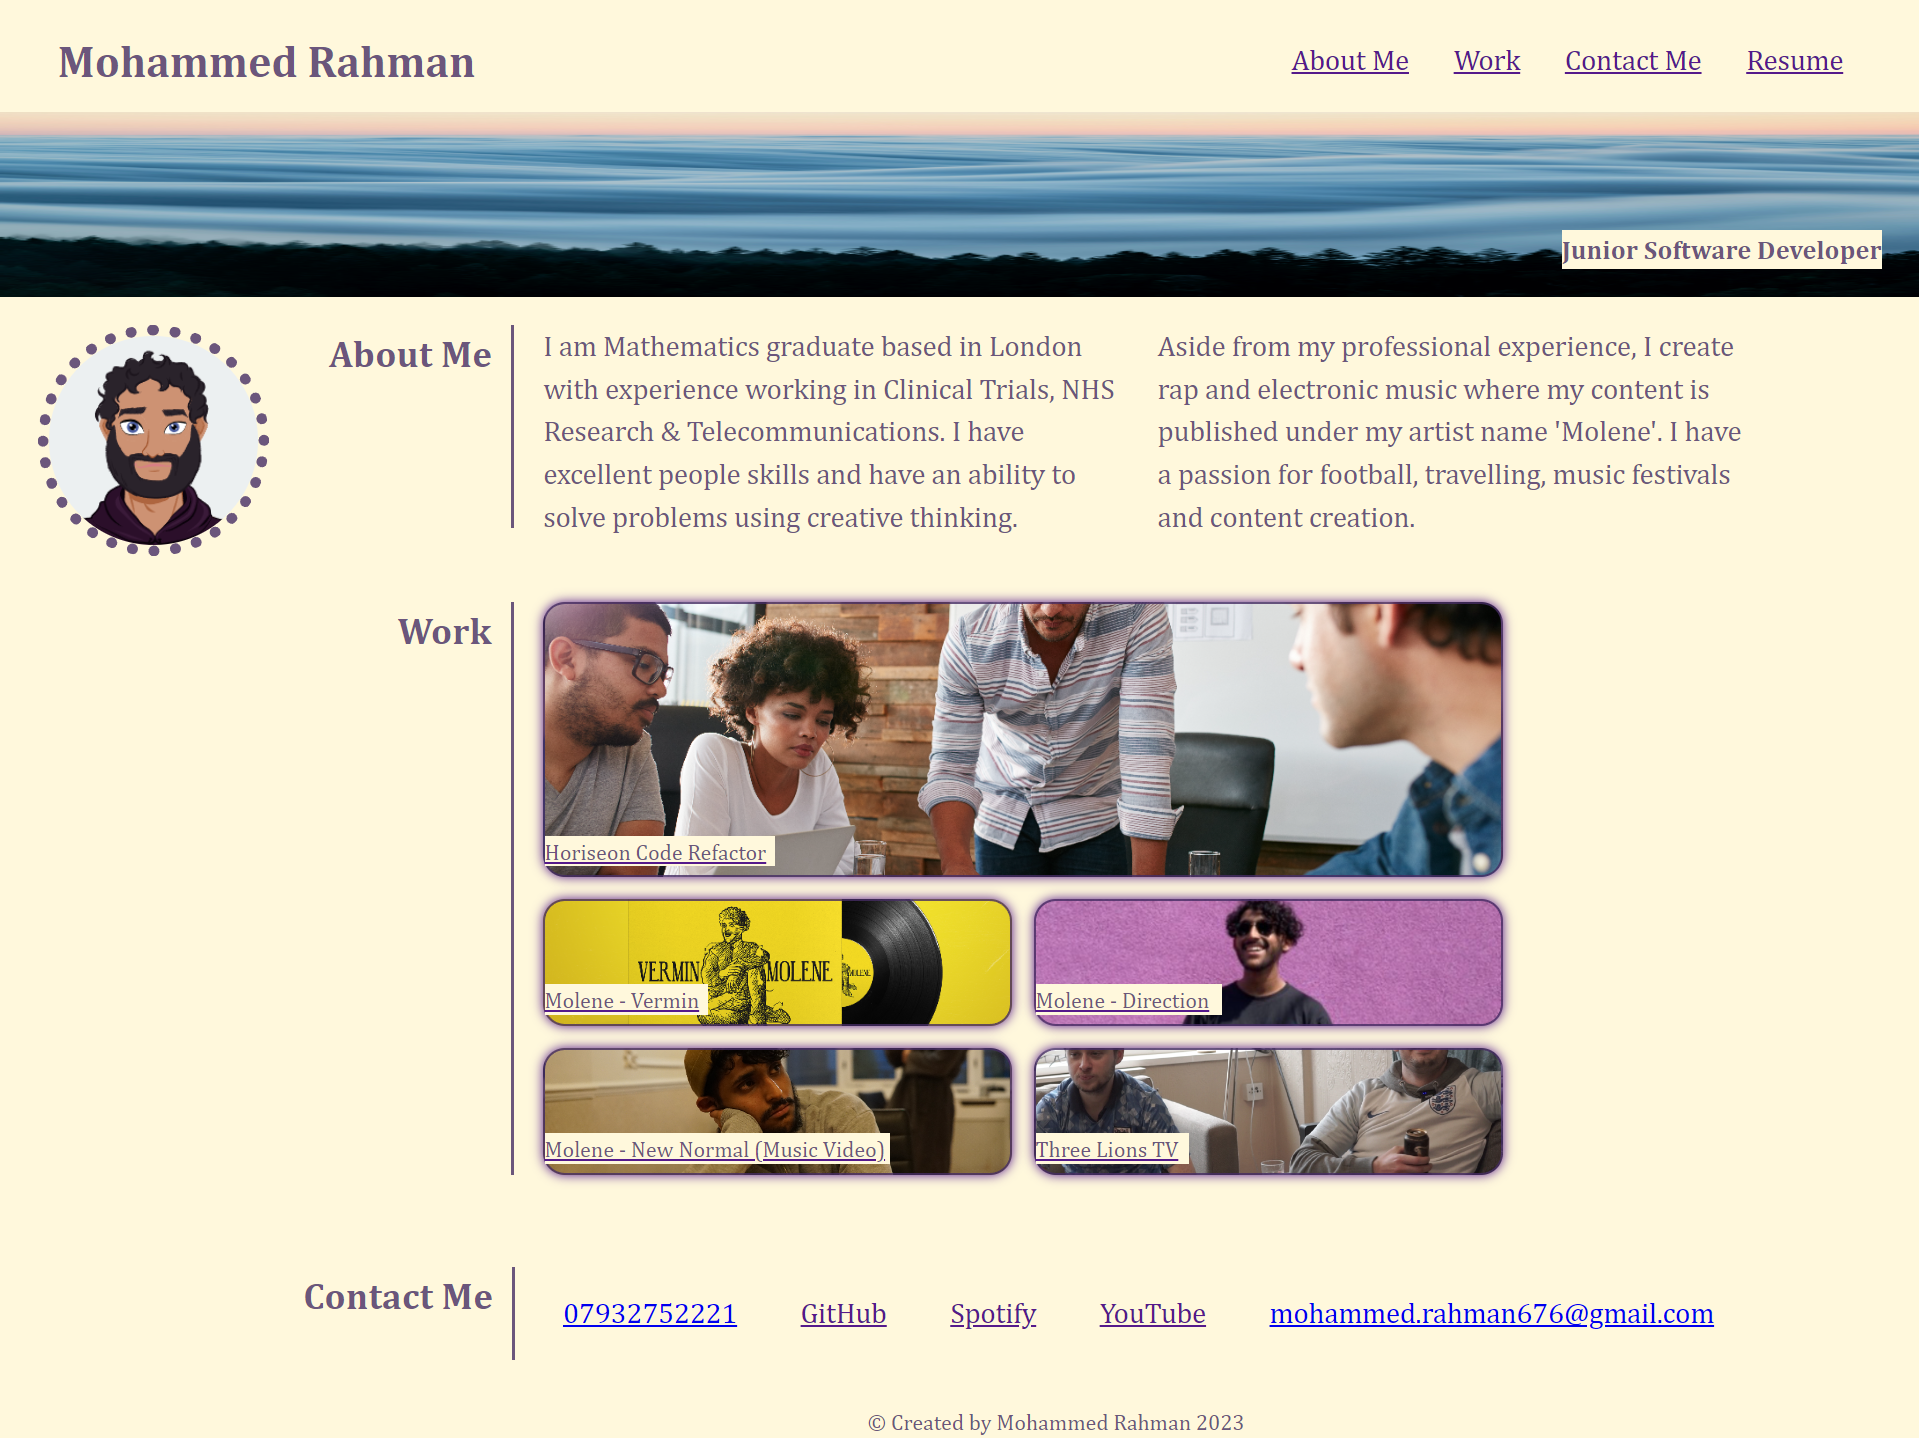 Mohammed Rahman
About Me Work Contact Me Resume
Junior Software Developer
About Me
I am Mathematics graduate based in London
with experience working in Clinical Trials, NHS
Research & Telecommunications. I have
excellent people skills and have an ability to
solve problems using creative thinking.
Aside from my professional experience, I create
rap and electronic music where my content is
published under my artist name 'Molene'. I have
a passion for football, travelling, music festivals
and content creation.
Work
Horiseon Code Refactor
VERMIN MOLENE
MOLENE
Molene - Vermin
Molene - Direction
Molene - New Normal (Music Video)
Three Lions TV
Contact Me
07932752221 GitHub Spotify YouTube mohammed.rahman676@gmail.com
© Created by Mohammed Rahman 2023